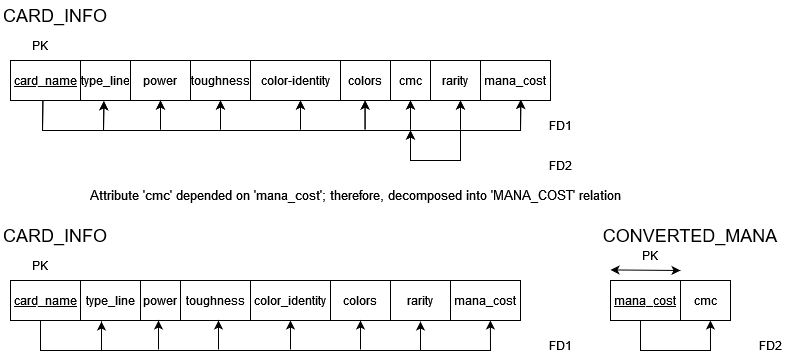 CARD_INFO
PK
card_name type_line power toughness color-identity colors cmc rarity mana_cost
FD1
FD2
Attribute 'cmc' depended on 'mana_cost'; therefore, decomposed into 'MANA_COST' relation
CARD_INFO CONVERTED_MANA
PK PK
card_name type_line power toughness color_identity colors rarity mana_cost mana_cost cmc
FD1 FD2